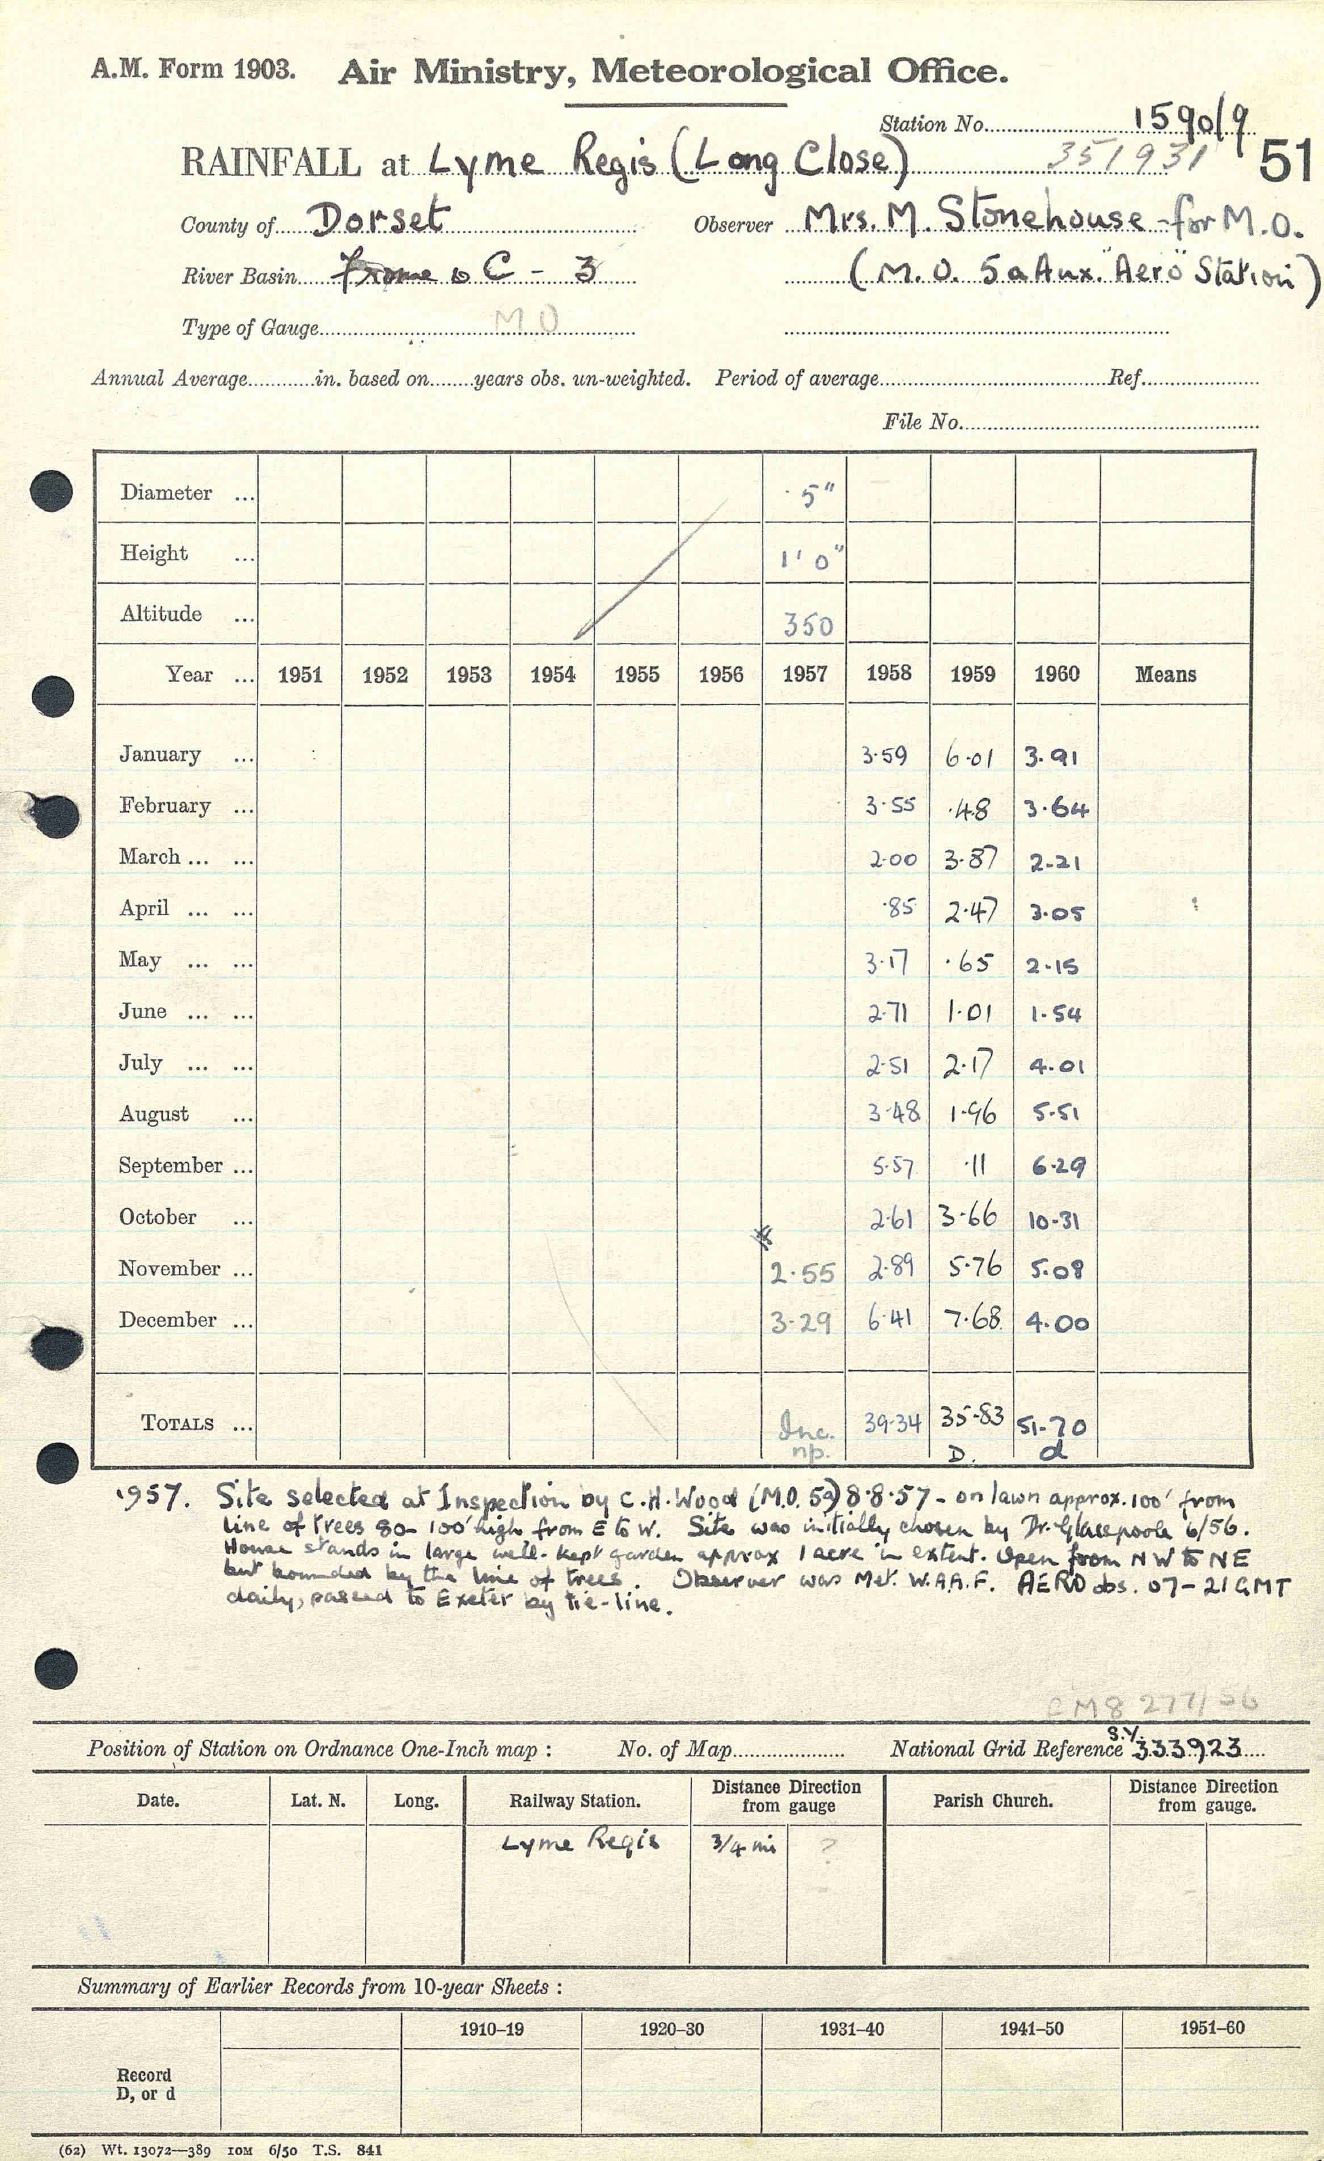 A.M. Form 1903. Air Ministry, Meteorological Office.
Station No. 1590/9
RAINFALL at Lyme Regis (Long Close) 351931 51
County of Dorset Observer Mrs. M. Stonehouse - for M.O.
River Basin Frome C - 3 (M.O. 5a Aux. "Aero" Station)
Type of Gauge M O
Annual Average in. based on years obs. un-weighted. Period of average Ref.
File No.
Diameter ... 5"
Height ... 1' 0"
Altitude ... 350
Year ... 1951 1952 1953 1954 1955 1956 1957 1958 1959 1960 Means
January ... 3.59 6.01 3.91
February ... 3.55 .48 3.64
March ... ... 2.00 3.87 2.21
April ... ... .85 2.47 3.05
May ... ... 3.17 .65 2.15
June ... ... 2.71 1.01 1.54
July ... ... 2.51 2.17 4.01
August ... 3.48 1.96 5.51
September ... 5.57 .11 6.29
October ... 2.61 3.66 10.31
November ... 2.55 2.89 5.76 5.08
December ... 3.29 6.41 7.68 4.00
TOTALS ... Inc. 39.34 35.83 51.70
np. D. d
1957. Site selected at Inspection by C.H. Wood (M.O. 5a) 8.8.57 - on lawn approx. 100' from
line of trees 80-100' high from E to W. Site was initially chosen by Dr. Glasspoole 6/56.
House stands in large well-kept garden approx 1 acre in extent. Open from NW to NE
but bounded by the line of trees. Observer was Met. W.A.A.F. AERO obs. 07-21 GMT
daily, passed to Exeter by tie-line.
277/56
Position of Station on Ordnance One-Inch map : No. of Map National Grid Reference S.Y. 333923
Date. Lat. N. Long. Railway Station. Distance from gauge Direction Parish Church. Distance from gauge. Direction
Lyme Regis 3/4 mi ?
Summary of Earlier Records from 10-year Sheets :
1910–19 1920–30 1931–40 1941–50 1951–60
Record
D, or d
(62) Wt. 13072—389 10M 6/50 T.S. 841